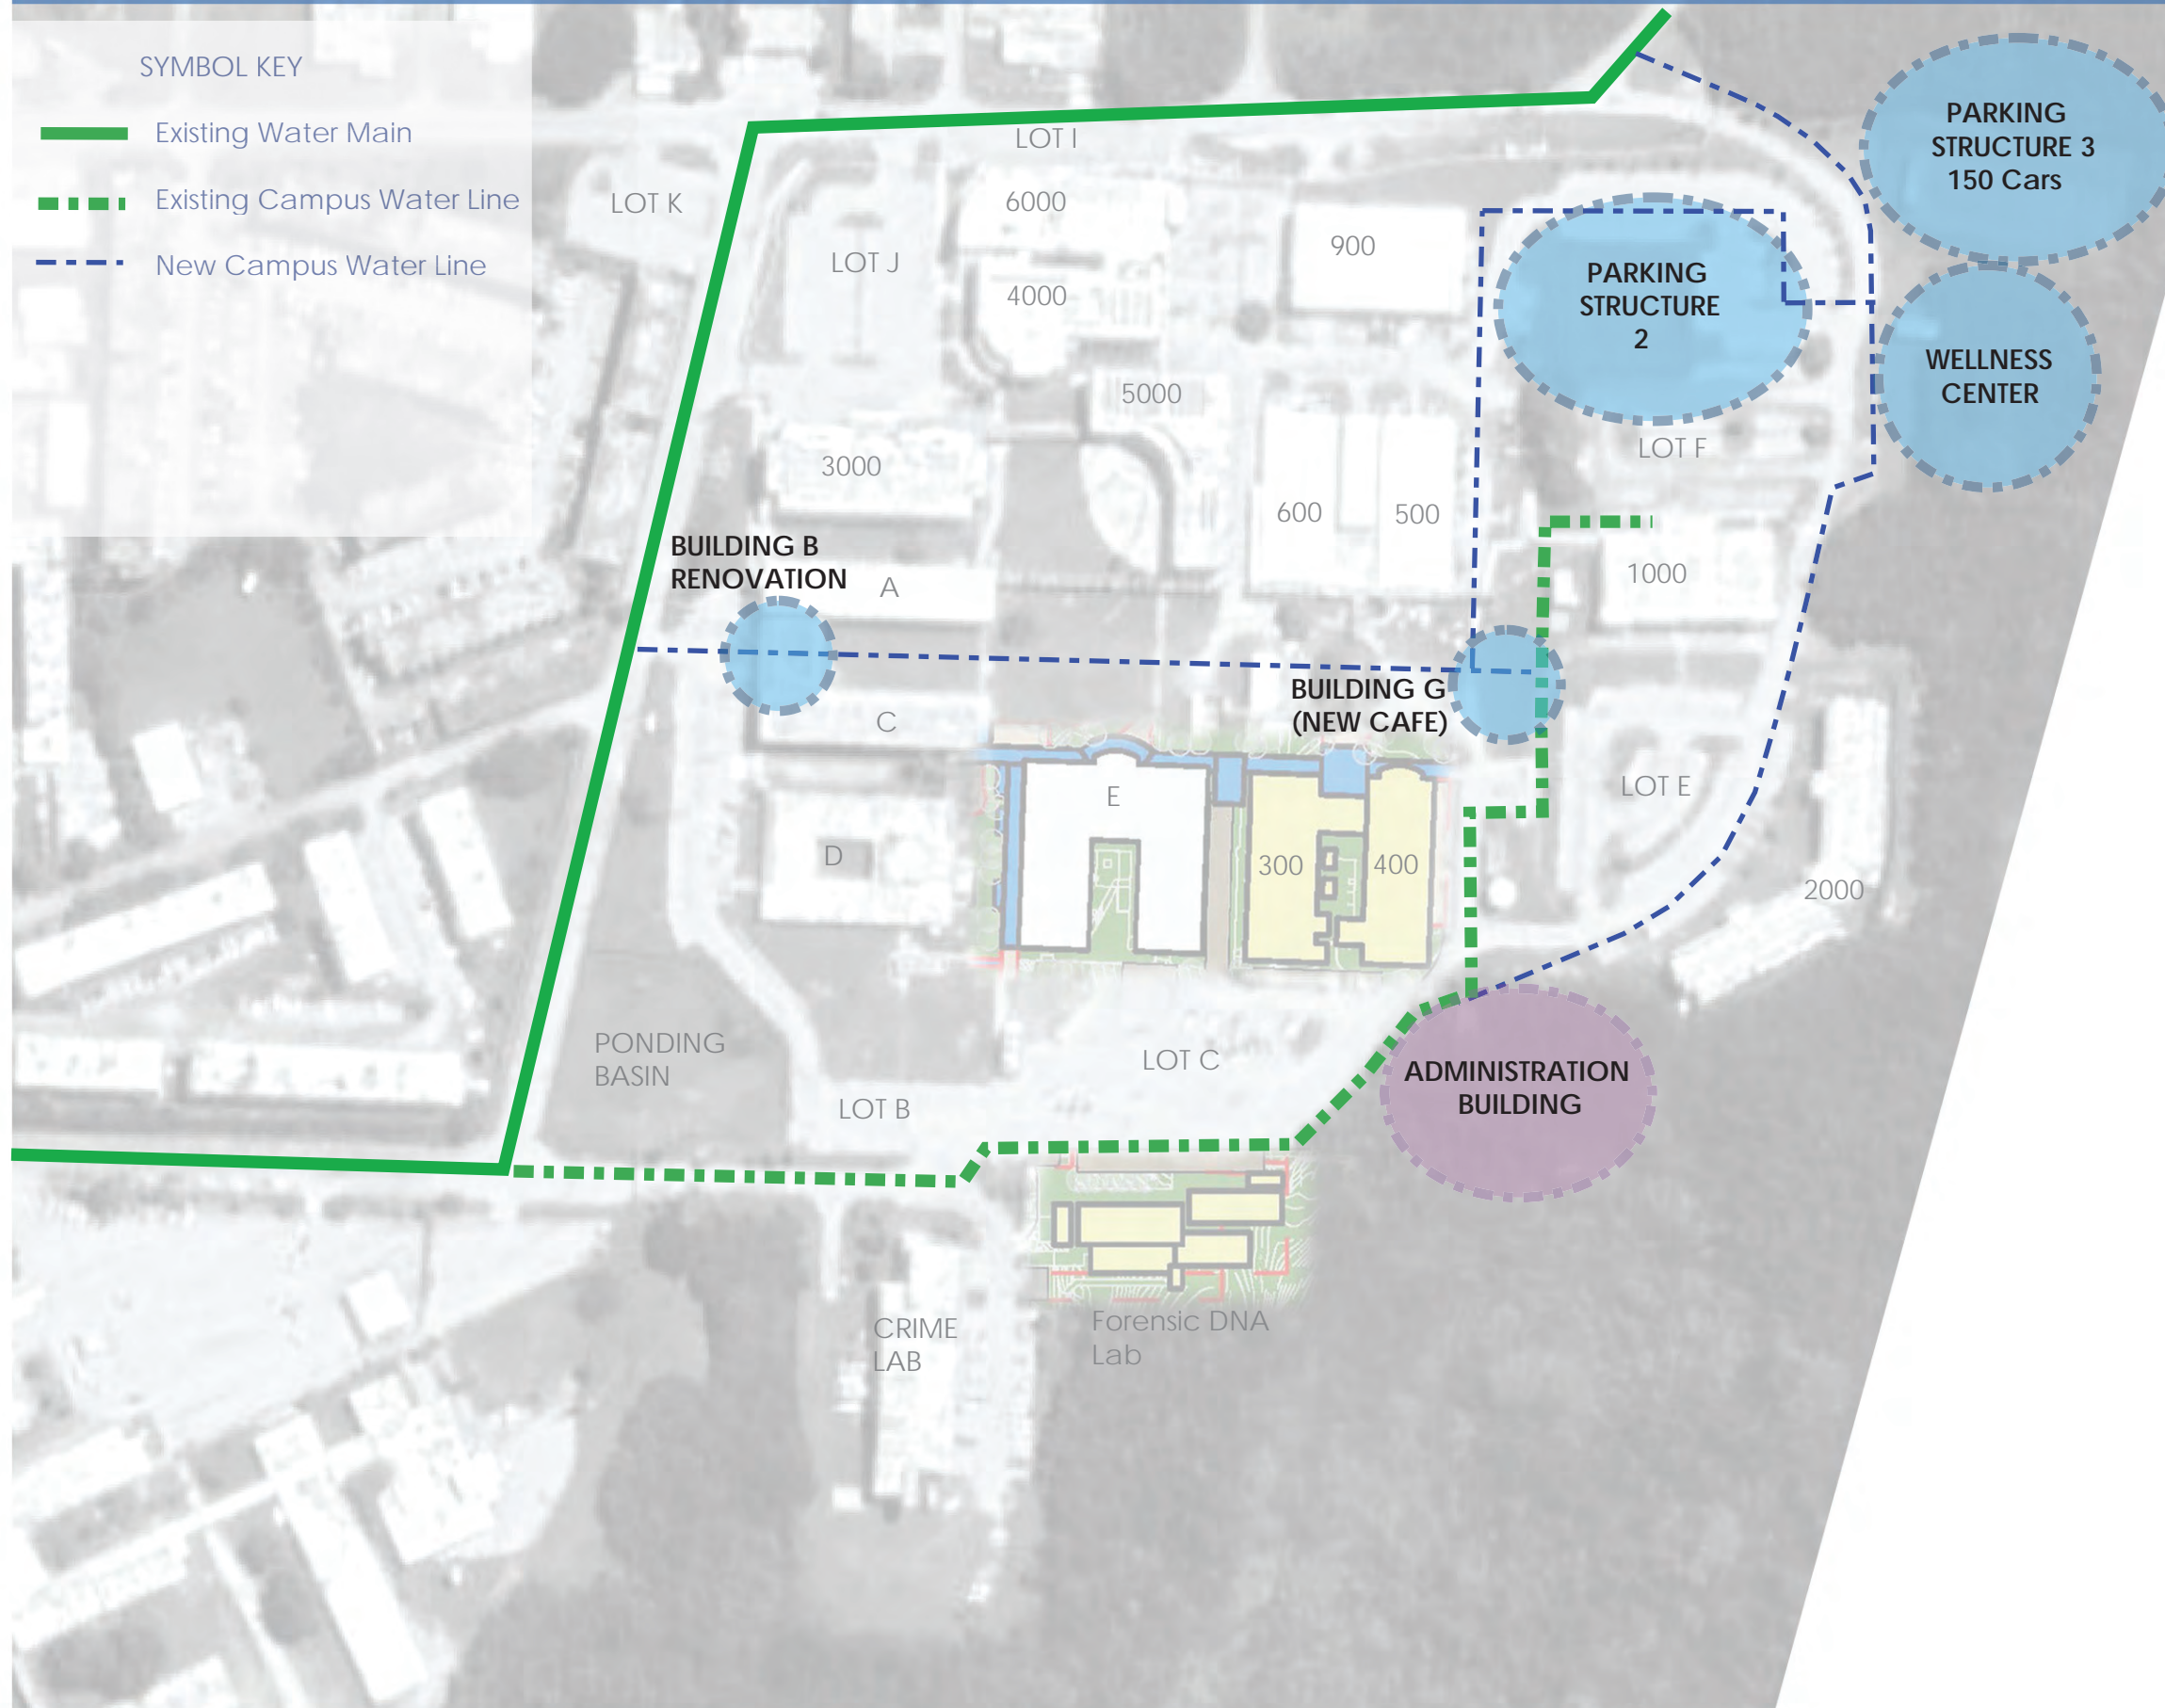 SYMBOL KEY
Existing Water Main
Existing Campus Water Line
New Campus Water Line
PARKING
STRUCTURE 3
150 Cars
LOT I
LOT K
6000
900
LOT J
4000
PARKING
STRUCTURE
2
WELLNESS
CENTER
5000
LOT F
3000
600
500
BUILDING B
RENOVATION
A
1000
BUILDING G
(NEW CAFE)
C
E
LOT E
D
300
400
2000
PONDING
BASIN
LOT C
ADMINISTRATION
BUILDING
LOT B
CRIME
LAB
Forensic DNA
Lab